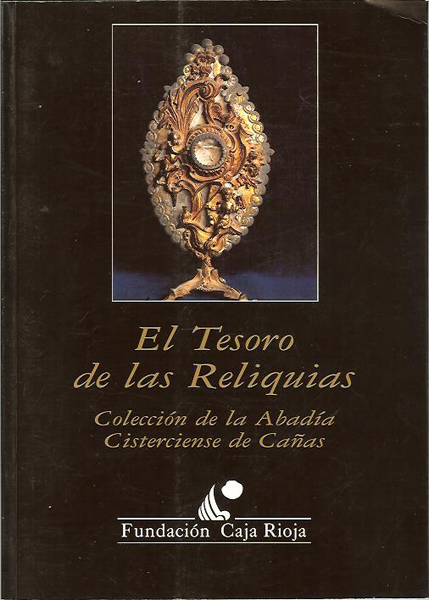 El Tesoro
de las Reliquias
Colección de la Abadía
Cisterciense de Cañas
Fundación Caja Rioja